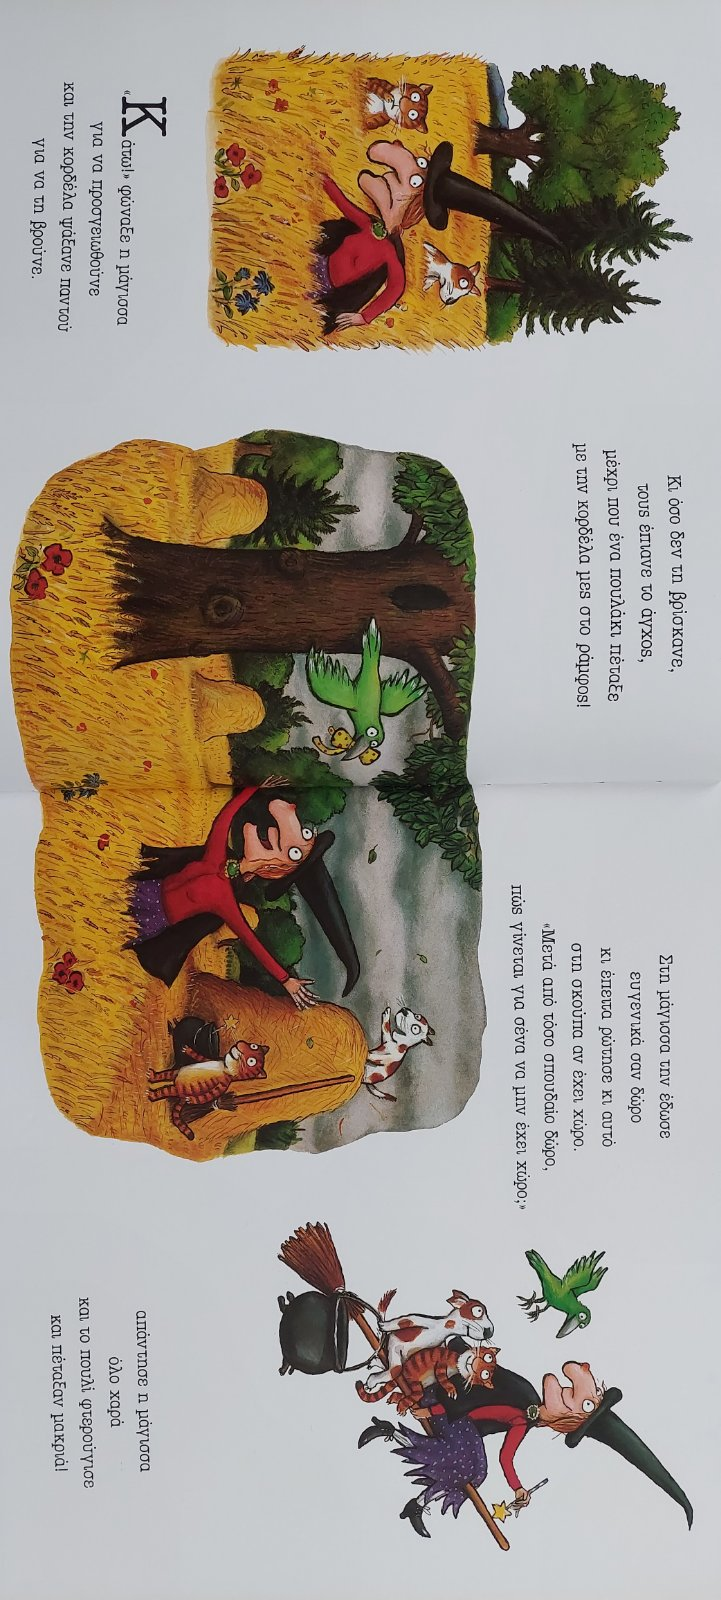 «Κάτω!» φώναξε η μάγισσα
για να προσγειωθούνε
και την κορδέλα ψάξανε παντού
για να τη βρούνε.
Κι όσο δεν τη βρίσκανε,
τους έπιανε το άγχος,
μέχρι που ένα πουλάκι πέταξε
με την κορδέλα μες στο ράμφος!
Στη μάγισσα την έδωσε
ευγενικά σαν δώρο
κι έπειτα ρώτησε κι αυτό
στη σκούπα αν έχει χώρο.
«Μετά από τόσο σπουδαίο δώρο,
πώς γίνεται για σένα να μην έχει χώρο;»
απάντησε η μάγισσα
όλο χαρά
και το πουλί φτερούγισε
και πέταξαν μακριά!